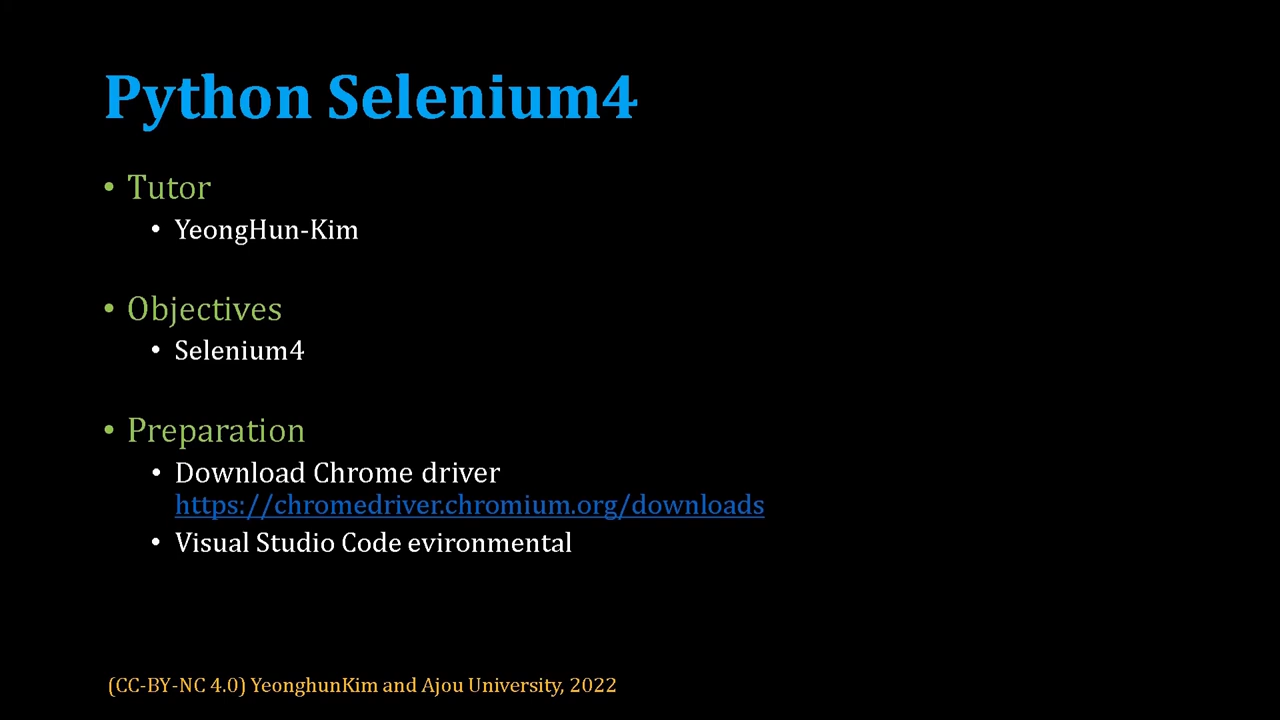 Python Selenium4
• Tutor
• YeongHun-Kim
• Objectives
• Selenium4
• Preparation
• Download Chrome driver
https://chromedriver.chromium.org/downloads
• Visual Studio Code evironmental
(CC-BY-NC 4.0) YeonghunKim and Ajou University, 2022